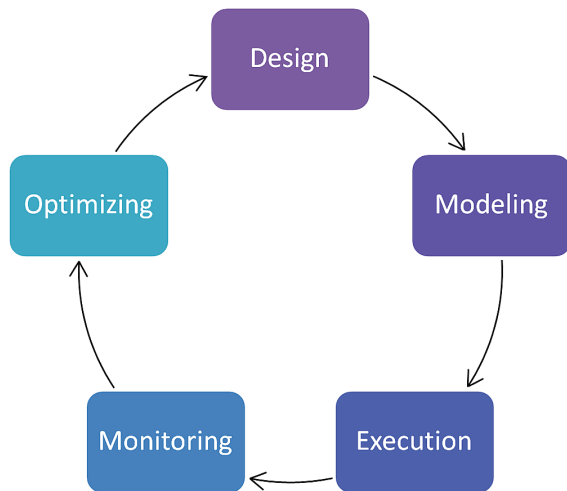 Design
Modeling
Execution
Monitoring
Optimizing